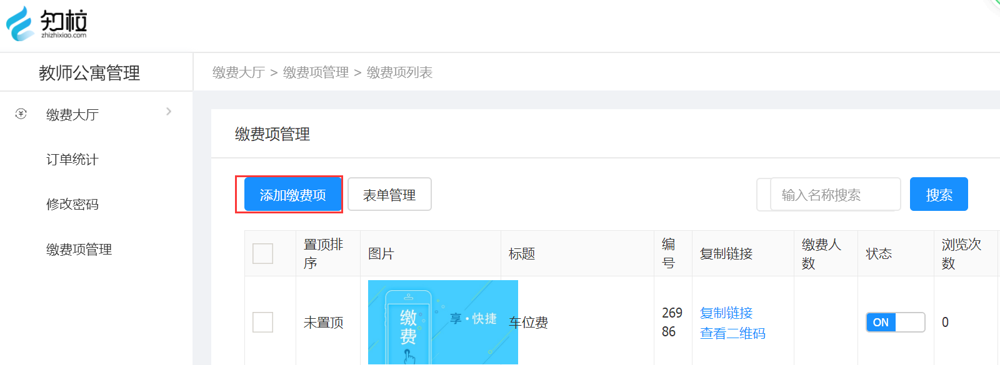 知校
zhizhixiao.com
教师公寓管理
缴费大厅 > 缴费项管理 > 缴费项列表
缴费大厅
订单统计
修改密码
缴费项管理
缴费项管理
添加缴费项
表单管理
输入名称搜索
搜索
置顶排
序
图片
标题
编
号
复制链接
缴费人
数
状态
浏览次
数
未置顶
缴
费
享·快捷
车位费
269
86
复制链接
查看二维码
ON
0